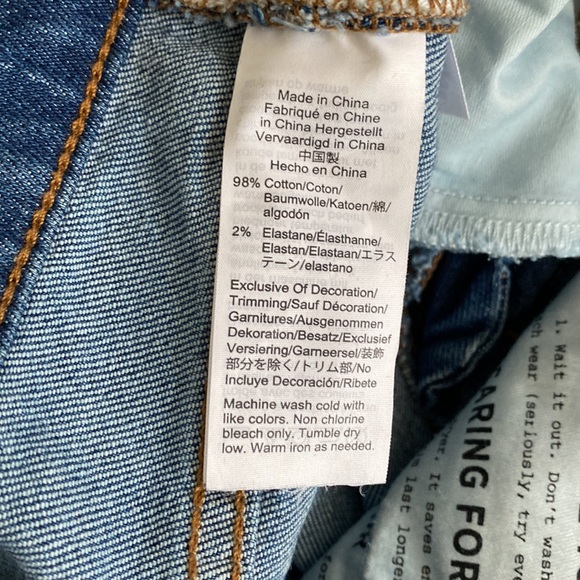 Made in China
Fabriqué en Chine
in China Hergestellt
Vervaardigd in China
中国製
Hecho en China
98% Cotton/Coton/
Baumwolle/Katoen/綿/
algodón
2% Elastane/Élasthanne/
Elastan/Elastaan/エラス
テーン/elastano
Exclusive Of Decoration/
Trimming/Sauf Décoration/
Garnitures/Ausgenommen
Dekoration/Besatz/Exclusief
Versiering/Garneersel/装飾
部分を除く/トリム部/No
Incluye Decoración/Ribete
Machine wash cold with
like colors. Non chlorine
bleach only. Tumble dry
low. Warm iron as needed.
1. Wait it out. Don't wash
wear (seriously, try
It saves
last
ARING FOR